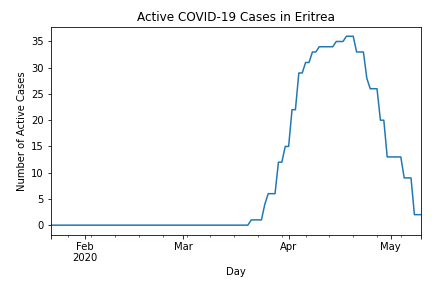 Active COVID-19 Cases in Eritrea
Number of Active Cases
35
30
25
20
15
10
5
0
Feb
2020
Mar
Apr
May
Day